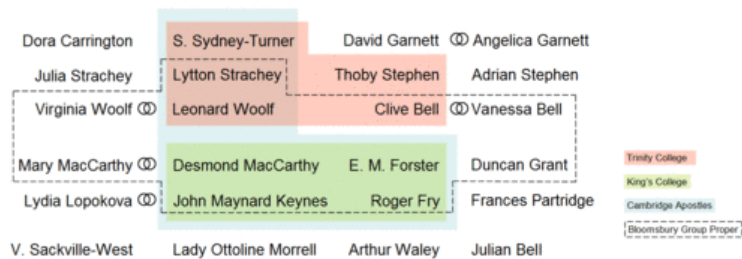 Dora Carrington S. Sydney-Turner David Garnett Angelica Garnett
Julia Strachey Lytton Strachey Thoby Stephen Adrian Stephen
Virginia Woolf Leonard Woolf Clive Bell Vanessa Bell
Mary MacCarthy Desmond MacCarthy E. M. Forster Duncan Grant
Lydia Lopokova John Maynard Keynes Roger Fry Frances Partridge
V. Sackville-West Lady Ottoline Morrell Arthur Waley Julian Bell
Trinity College
King's College
Cambridge Apostles
Bloomsbury Group Proper